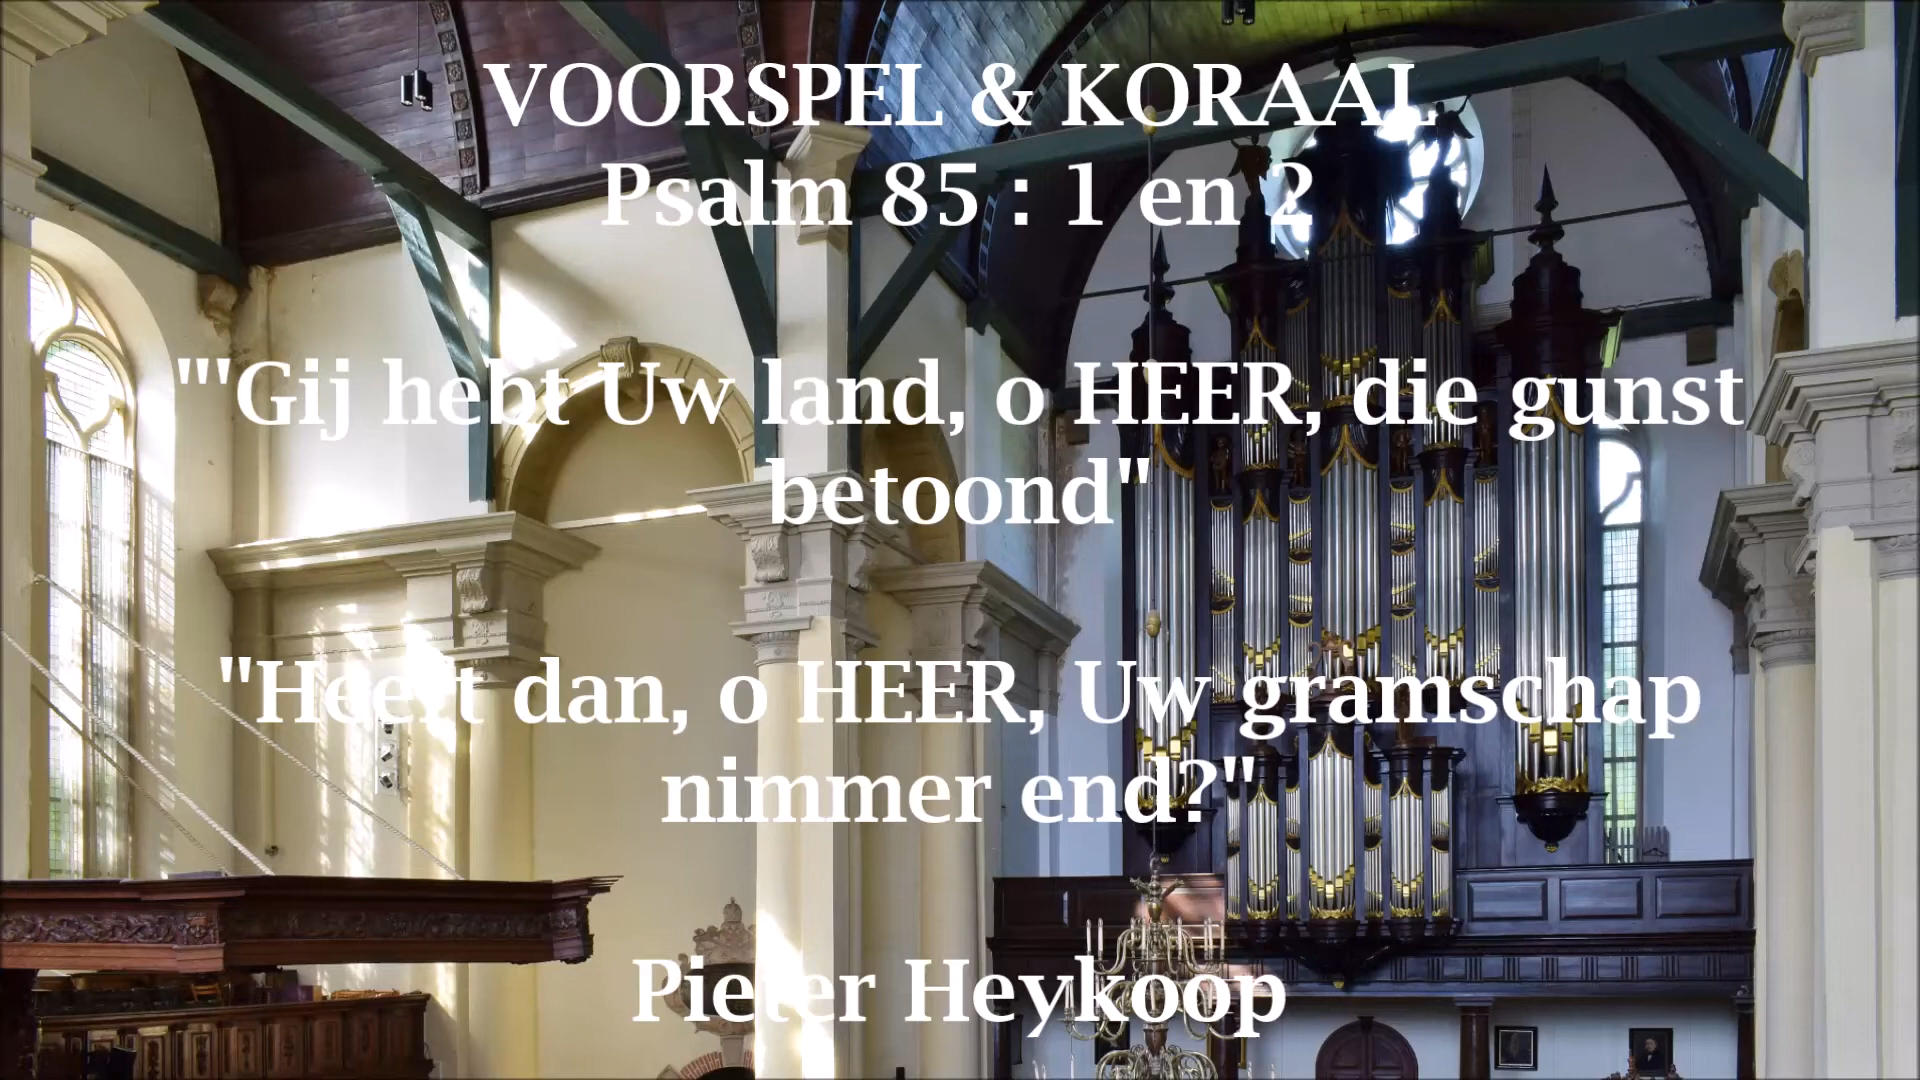 VOORSPEL & KORAAL
Psalm 85 : 1 en 2
"'Gij hebt Uw land, o HEER, die gunst
betoond"
"Heeft dan, o HEER, Uw gramschap
nimmer end?"
Pieter Heykoop